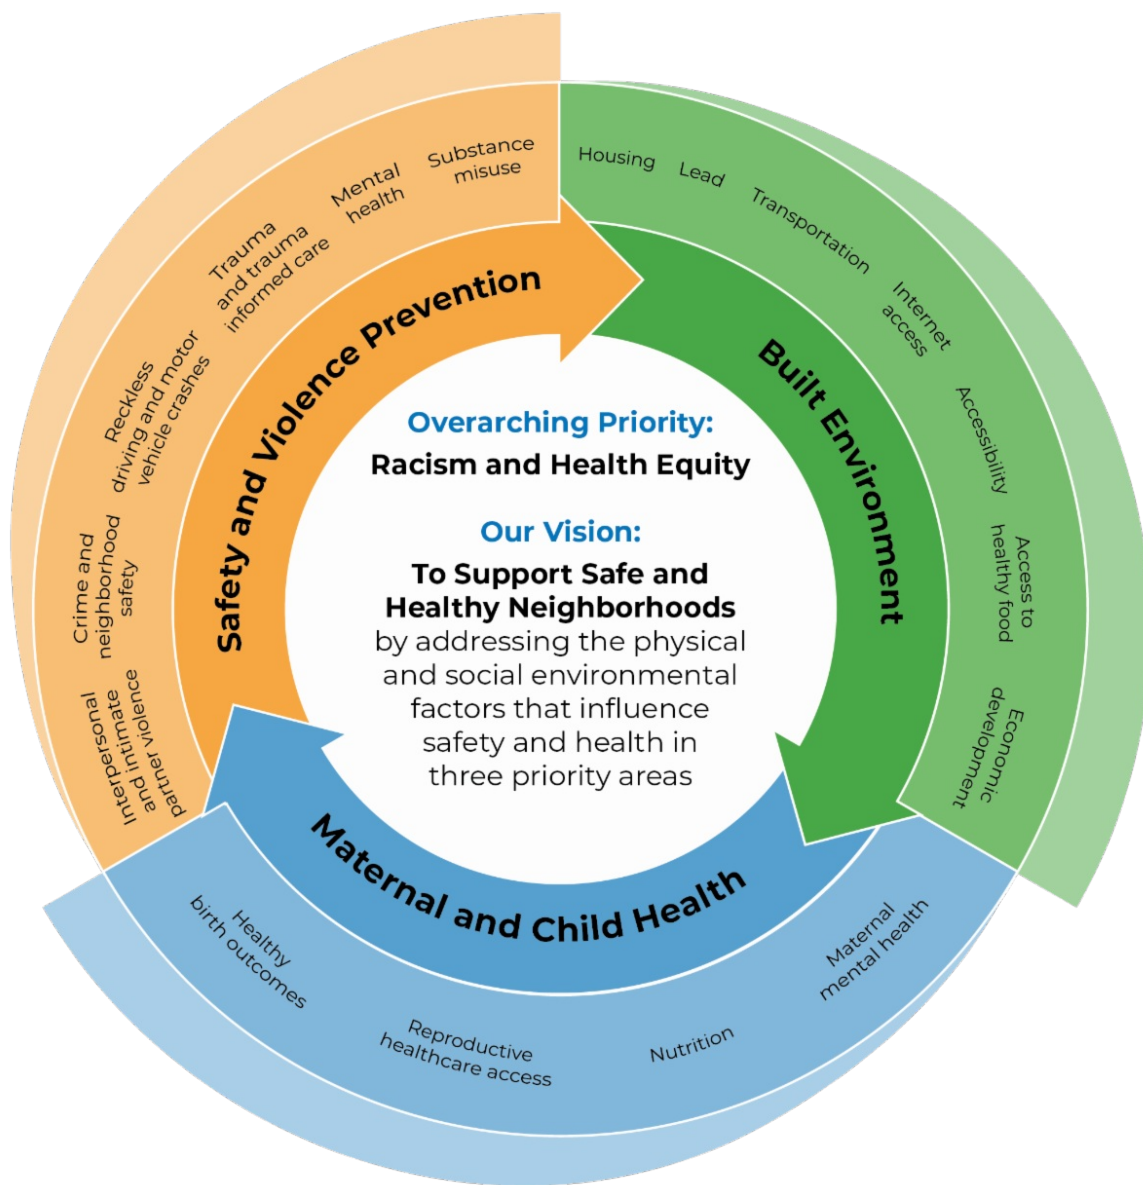 Overarching Priority:
Racism and Health Equity
Our Vision:
To Support Safe and
Healthy Neighborhoods
by addressing the physical
and social environmental
factors that influence
safety and health in
three priority areas
Safety and Violence Prevention
Interpersonal
and intimate
partner violence
Crime and
neighborhood
safety
Reckless
driving and motor
vehicle crashes
Trauma
and trauma
informed care
Mental
health
Substance
misuse
Built Environment
Housing
Lead
Transportation
Internet
access
Accessibility
Access to
healthy food
Economic
development
Maternal and Child Health
Maternal
mental health
Nutrition
Reproductive
healthcare access
Healthy
birth outcomes